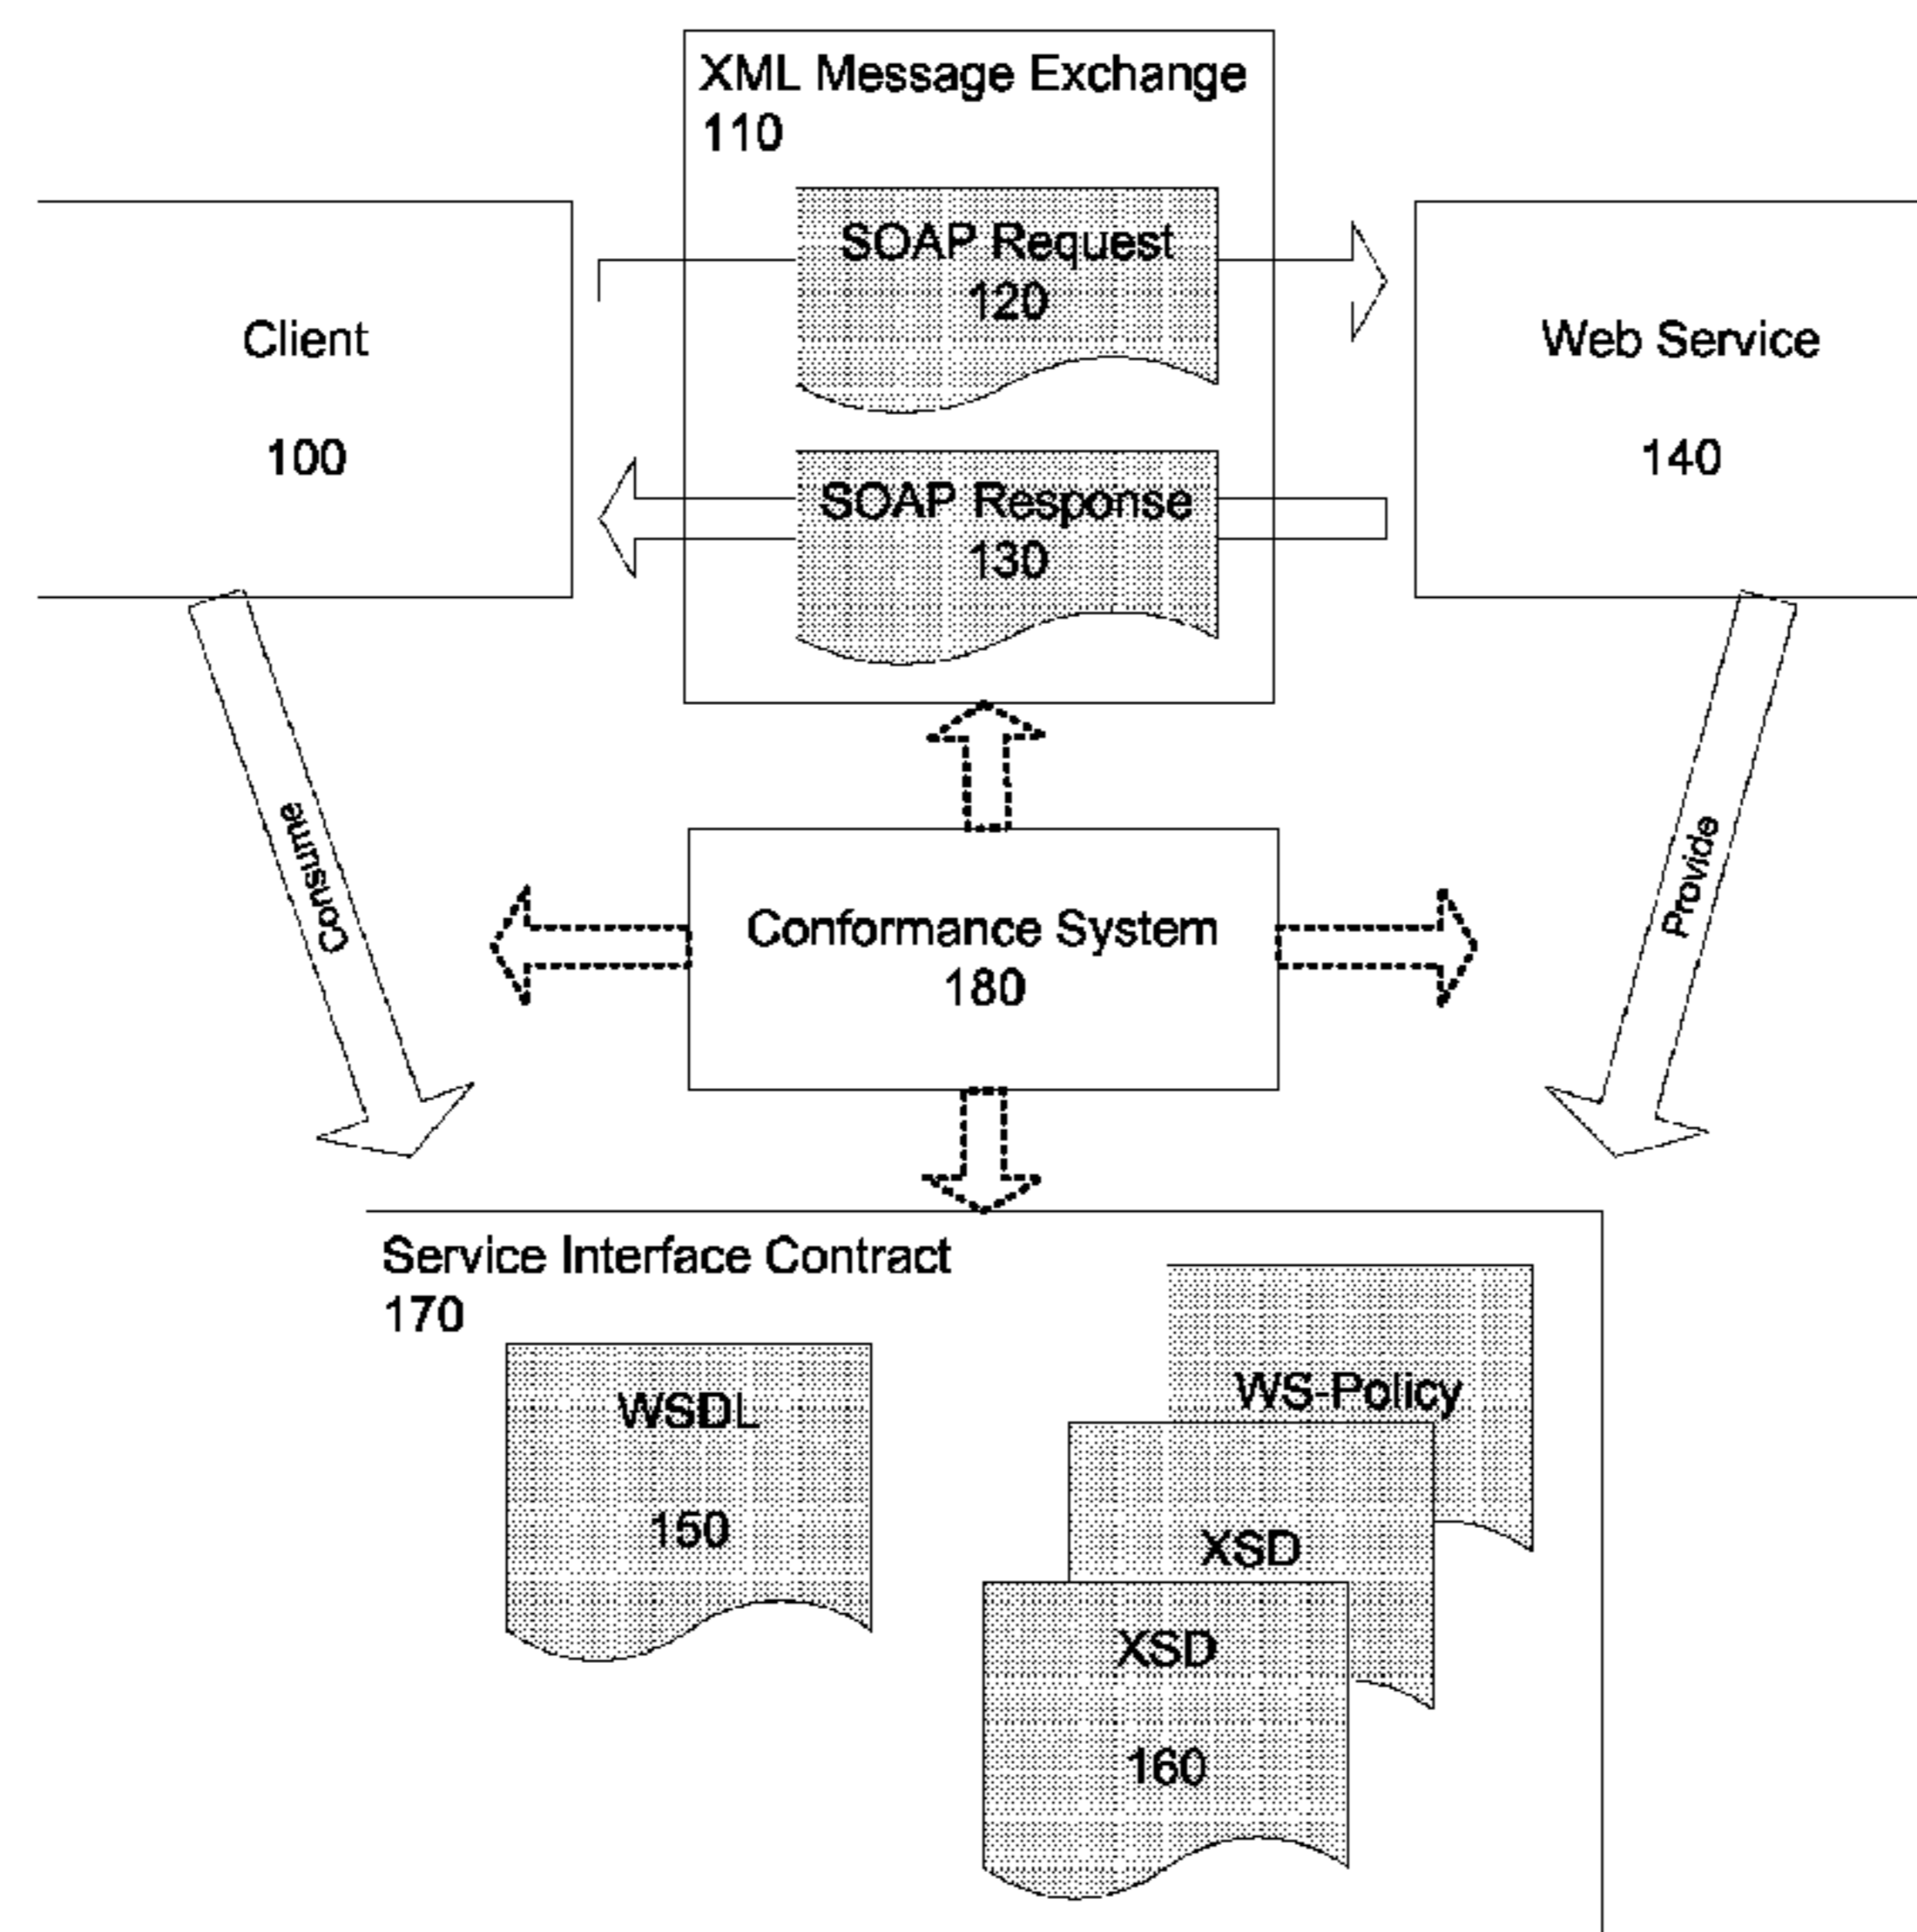 XML Message Exchange
110
SOAP Request
120
Client
100
Web Service
140
SOAP Response
130
Consume
Provide
Conformance System
180
Service Interface Contract
170
WSDL
150
WS-Policy
XSD
XSD
160